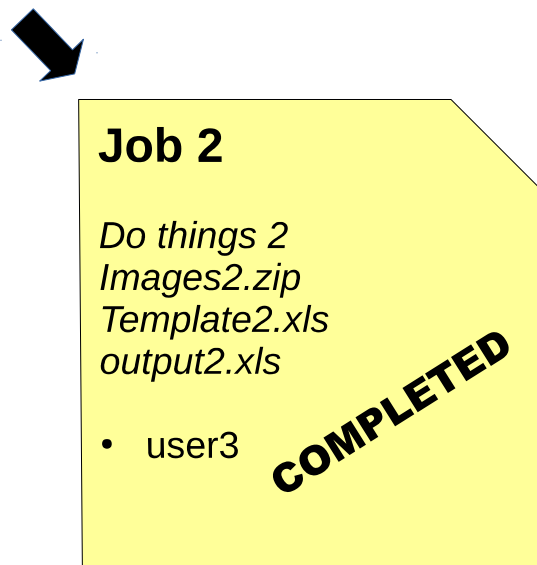 Job 2
Do things 2
Images2.zip
Template2.xls
output2.xls
• user3
COMPLETED